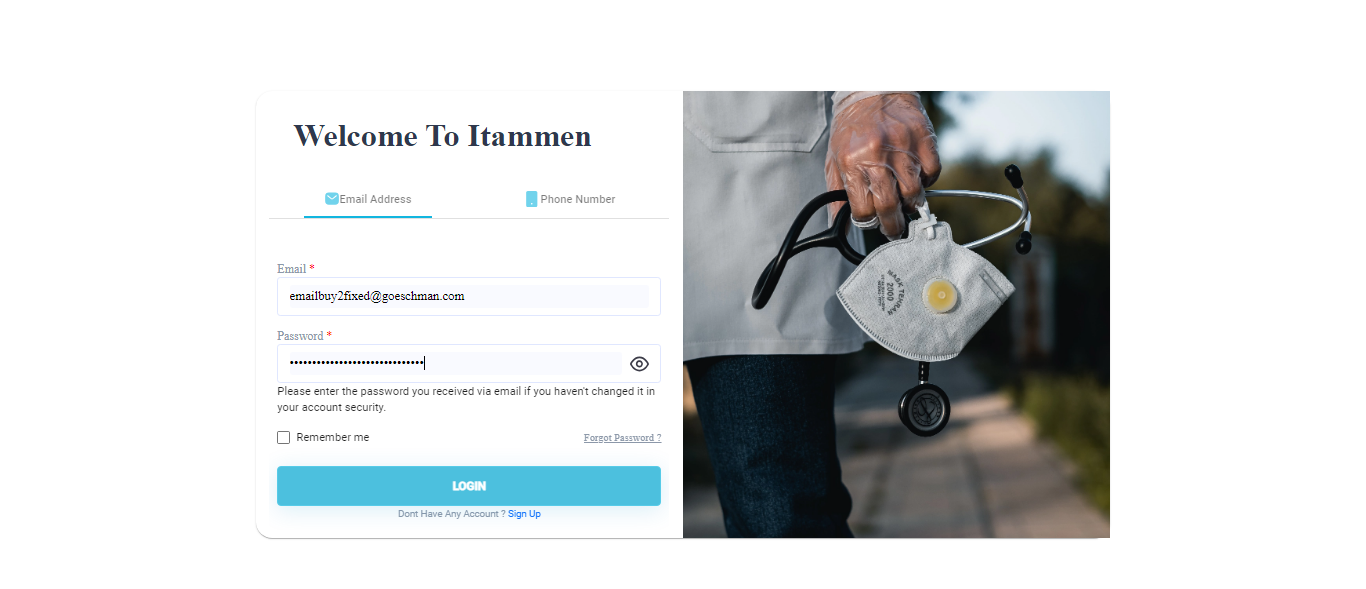 Welcome To Itammen
Email Address
Phone Number
Email *
emailbuy2fixed@goeschman.com
Password *
••••••••••••••••••••••••••••••
Please enter the password you received via email if you haven't changed it in
your account security.
Remember me
Forgot Password ?
LOGIN
Dont Have Any Account ? Sign Up
MASK TEHRAN
2000